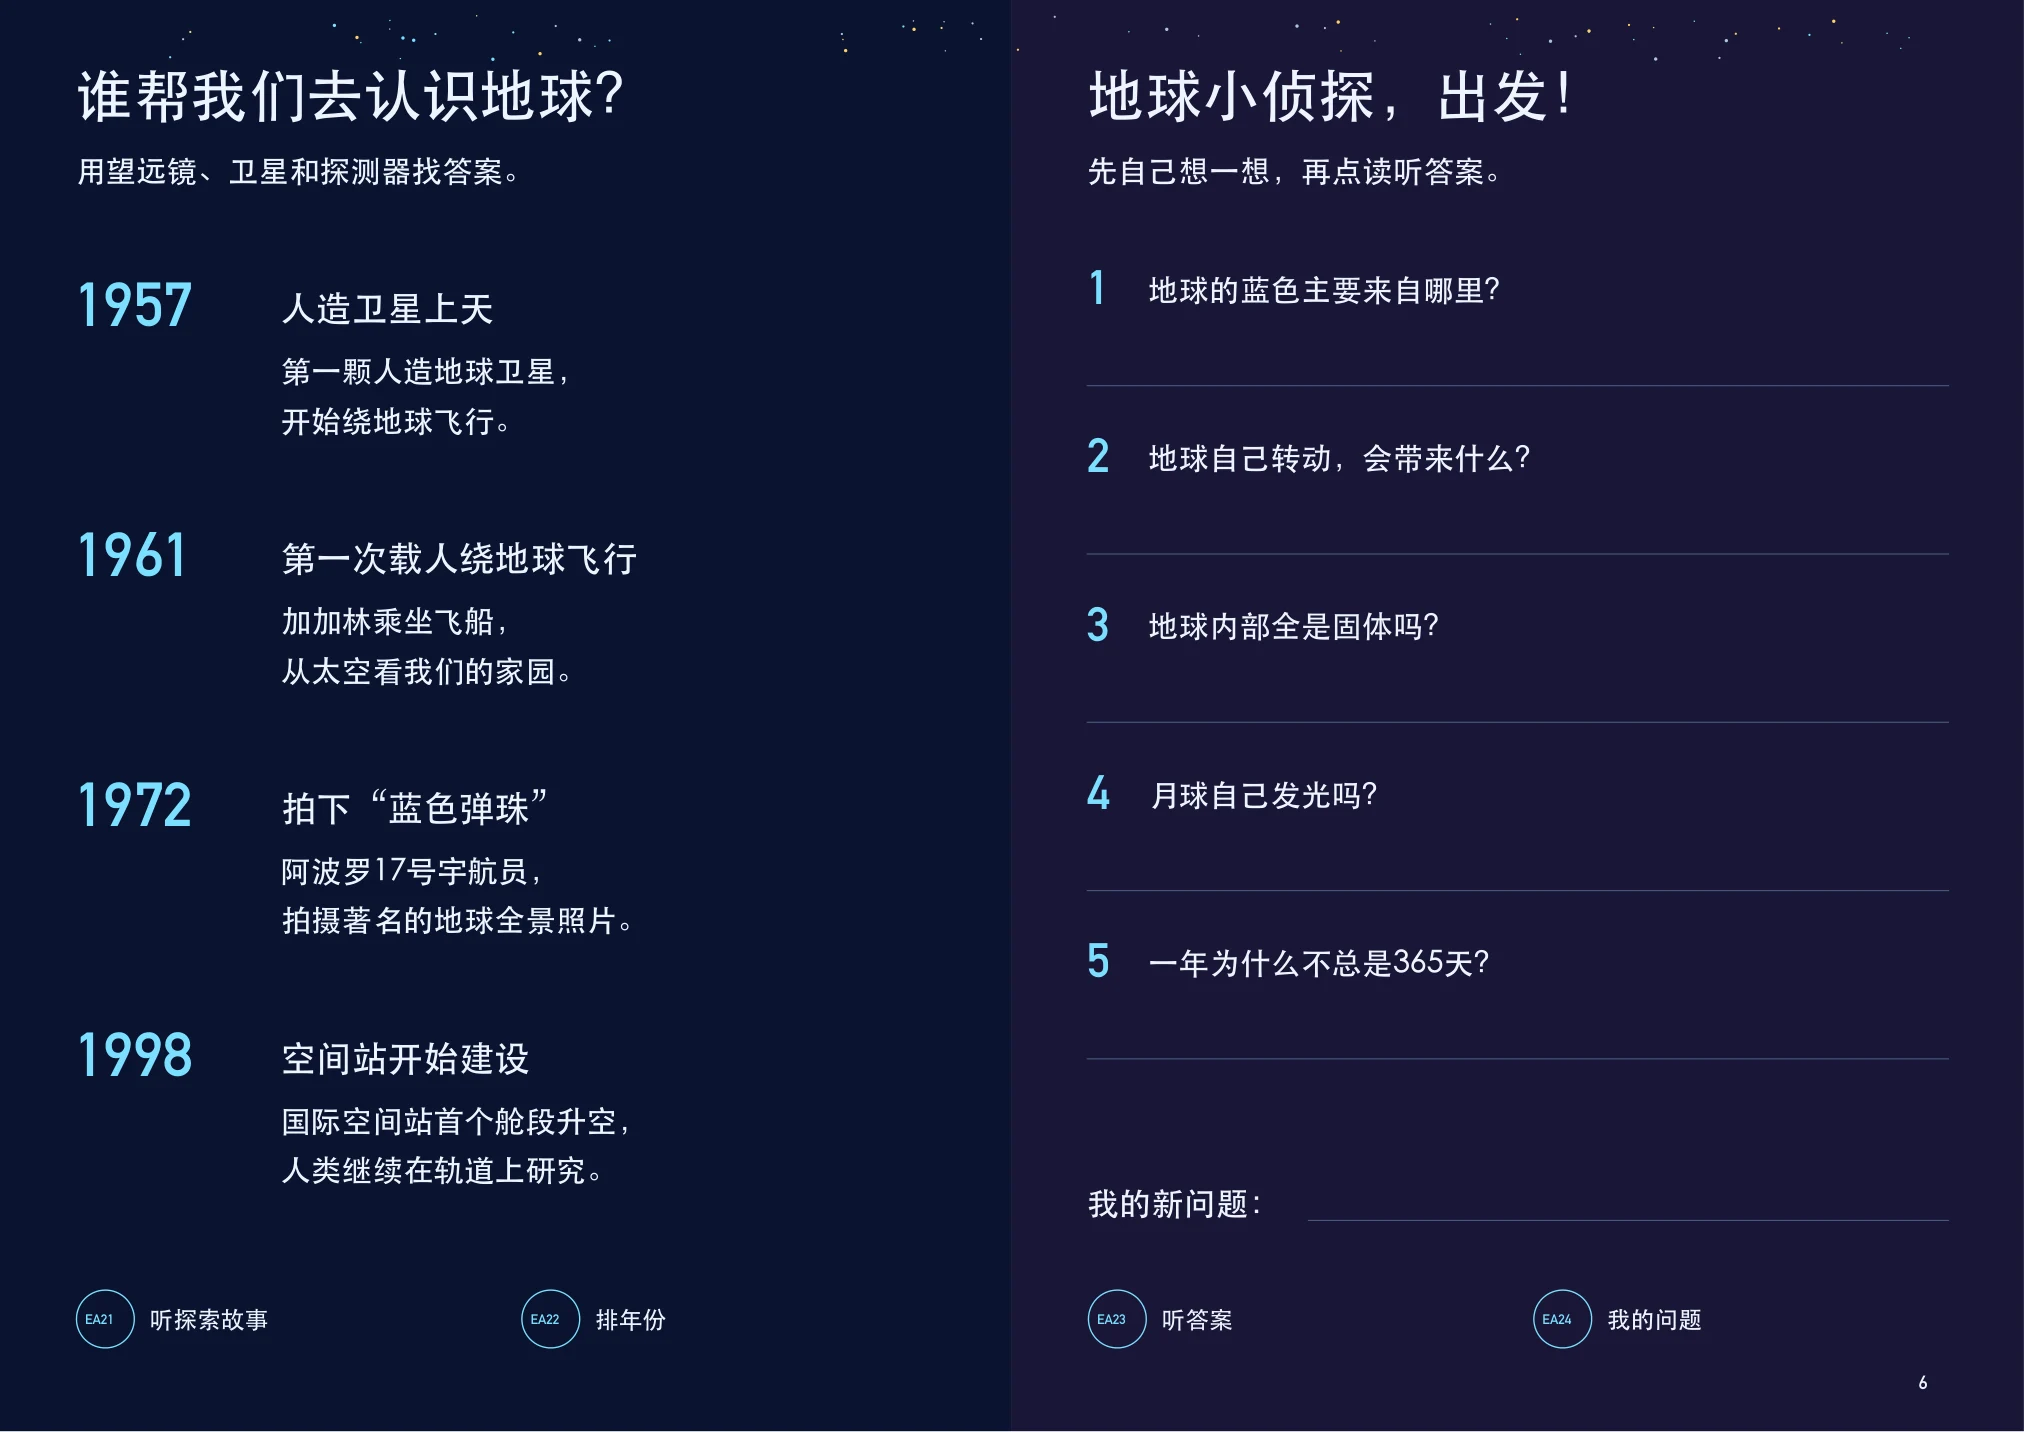 谁帮我们去认识地球？
用望远镜、卫星和探测器找答案。
1957
人造卫星上天
第一颗人造地球卫星，
开始绕地球飞行。
1961
第一次载人绕地球飞行
加加林乘坐飞船，
从太空看我们的家园。
1972
拍下“蓝色弹珠”
阿波罗17号宇航员，
拍摄著名的地球全景照片。
1998
空间站开始建设
国际空间站首个舱段升空，
人类继续在轨道上研究。
EA21 听探索故事
EA22 排年份
地球小侦探，出发！
先自己想一想，再点读听答案。
1 地球的蓝色主要来自哪里？
2 地球自己转动，会带来什么？
3 地球内部全是固体吗？
4 月球自己发光吗？
5 一年为什么不总是365天？
我的新问题：
EA23 听答案
EA24 我的问题
6